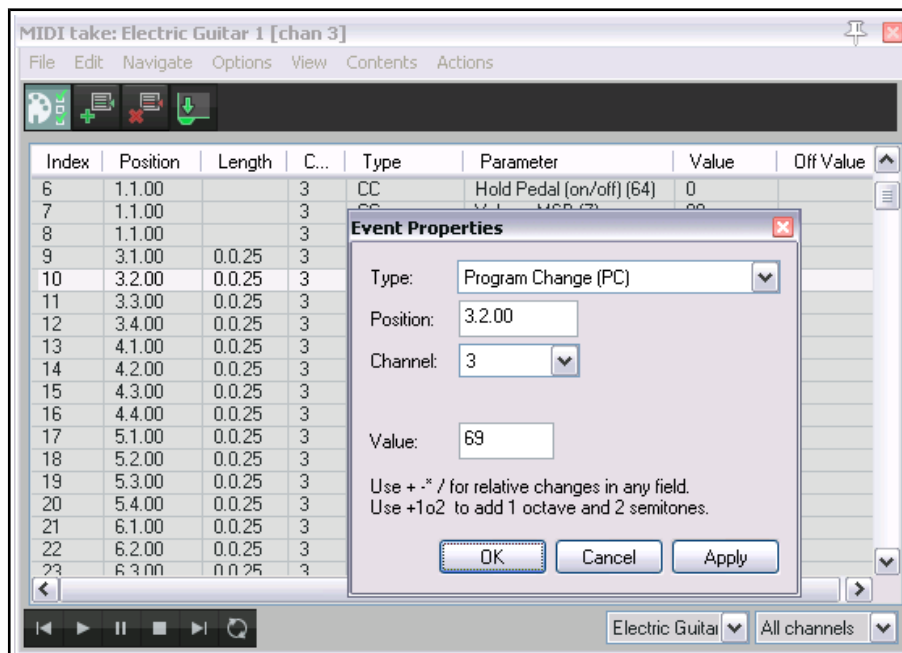 MIDI take: Electric Guitar 1 [chan 3]
File Edit Navigate Options View Contents Actions
Index Position Length C... Type Parameter Value Off Value
6 1.1.00 3 CC Hold Pedal (on/off) (64) 0
7 1.1.00 3
8 1.1.00 3
9 3.1.00 0.0.25 3
10 3.2.00 0.0.25 3
11 3.3.00 0.0.25 3
12 3.4.00 0.0.25 3
13 4.1.00 0.0.25 3
14 4.2.00 0.0.25 3
15 4.3.00 0.0.25 3
16 4.4.00 0.0.25 3
17 5.1.00 0.0.25 3
18 5.2.00 0.0.25 3
19 5.3.00 0.0.25 3
20 5.4.00 0.0.25 3
21 6.1.00 0.0.25 3
22 6.2.00 0.0.25 3
23 6.3.00 0.0.25 3
Event Properties
Type: Program Change (PC)
Position: 3.2.00
Channel: 3
Value: 69
Use + -* / for relative changes in any field.
Use +1o2 to add 1 octave and 2 semitones.
OK Cancel Apply
Electric Guitar All channels